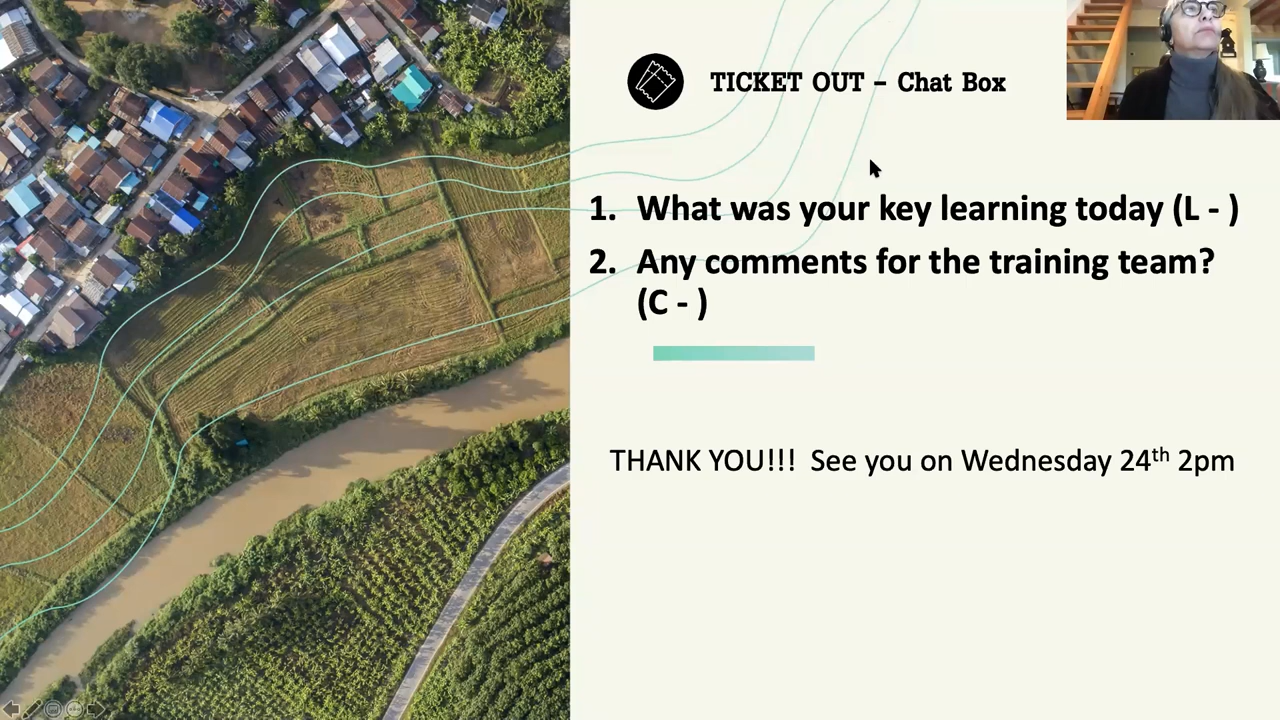 TICKET OUT – Chat Box
1. What was your key learning today (L - )
2. Any comments for the training team?
(C - )
THANK YOU!!! See you on Wednesday 24th 2pm